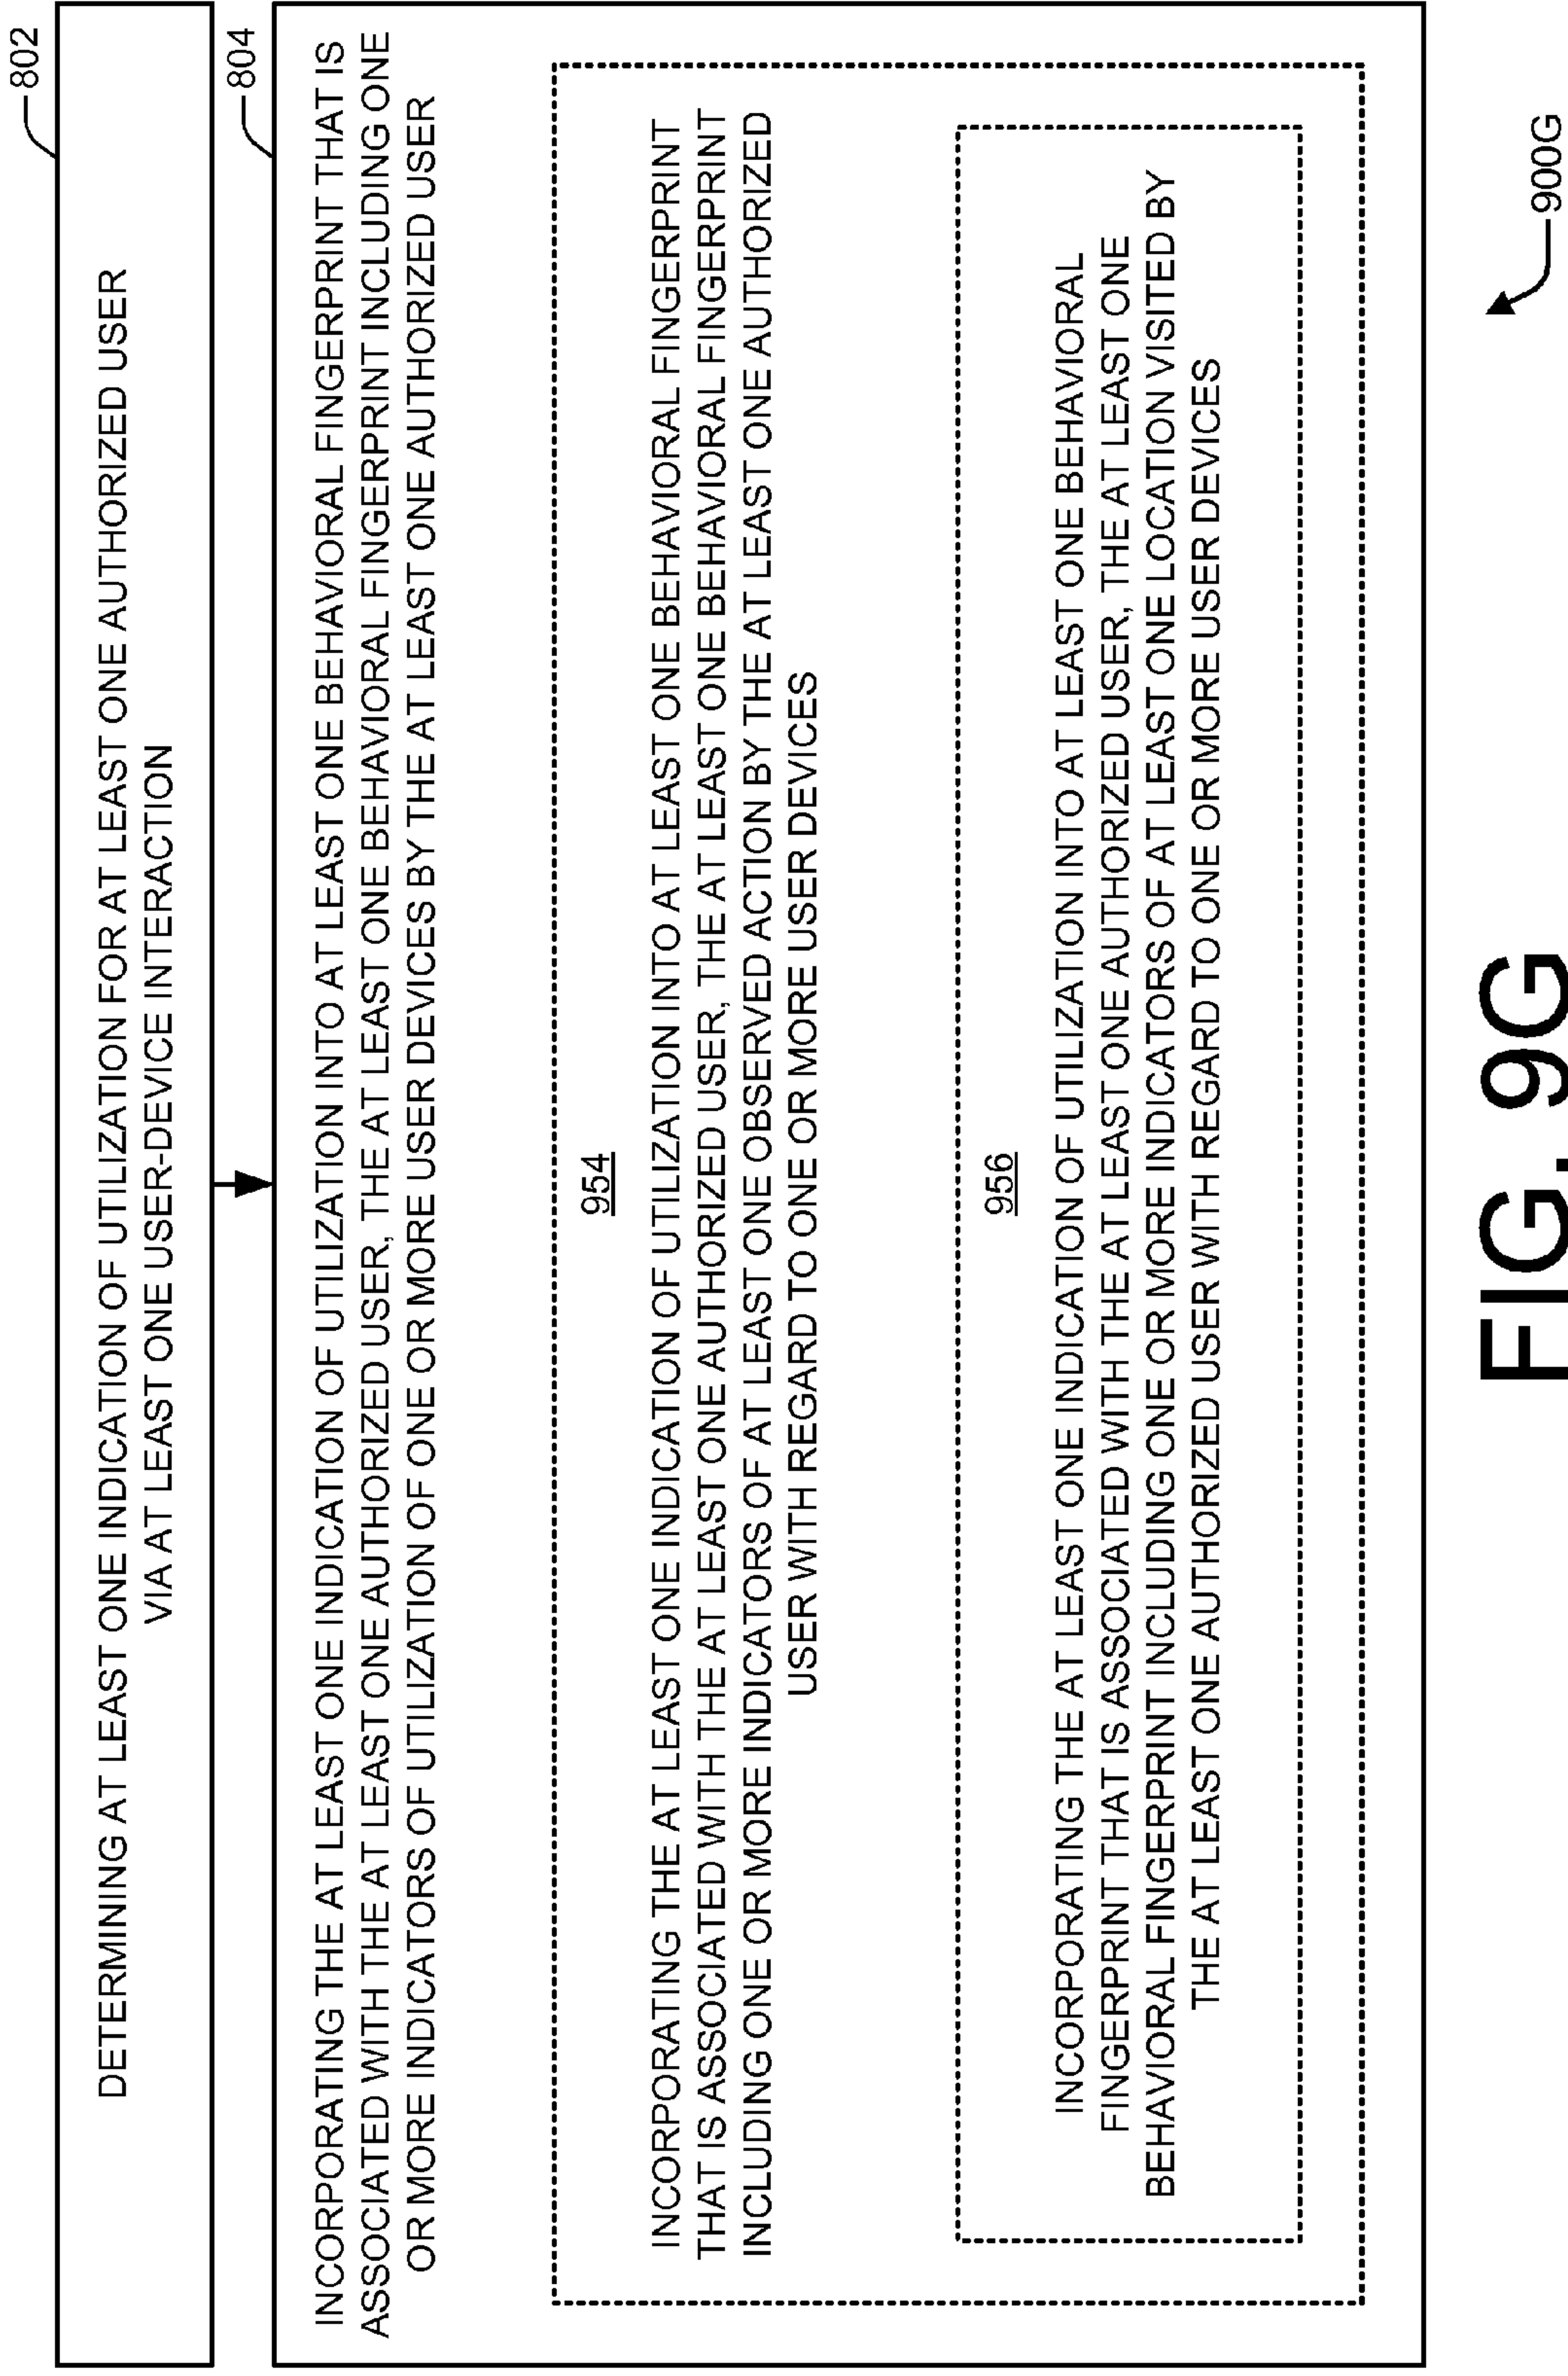 802
DETERMINING AT LEAST ONE INDICATION OF UTILIZATION FOR AT LEAST ONE AUTHORIZED USER
VIA AT LEAST ONE USER-DEVICE INTERACTION
804
INCORPORATING THE AT LEAST ONE INDICATION OF UTILIZATION INTO AT LEAST ONE BEHAVIORAL FINGERPRINT THAT IS
ASSOCIATED WITH THE AT LEAST ONE AUTHORIZED USER, THE AT LEAST ONE BEHAVIORAL FINGERPRINT INCLUDING ONE
OR MORE INDICATORS OF UTILIZATION OF ONE OR MORE USER DEVICES BY THE AT LEAST ONE AUTHORIZED USER
954
INCORPORATING THE AT LEAST ONE INDICATION OF UTILIZATION INTO AT LEAST ONE BEHAVIORAL FINGERPRINT
THAT IS ASSOCIATED WITH THE AT LEAST ONE AUTHORIZED USER, THE AT LEAST ONE BEHAVIORAL FINGERPRINT
INCLUDING ONE OR MORE INDICATORS OF AT LEAST ONE OBSERVED ACTION BY THE AT LEAST ONE AUTHORIZED
USER WITH REGARD TO ONE OR MORE USER DEVICES
956
INCORPORATING THE AT LEAST ONE INDICATION OF UTILIZATION INTO AT LEAST ONE BEHAVIORAL
FINGERPRINT THAT IS ASSOCIATED WITH THE AT LEAST ONE AUTHORIZED USER, THE AT LEAST ONE
BEHAVIORAL FINGERPRINT INCLUDING ONE OR MORE INDICATORS OF AT LEAST ONE LOCATION VISITED BY
THE AT LEAST ONE AUTHORIZED USER WITH REGARD TO ONE OR MORE USER DEVICES
900G
FIG. 9G